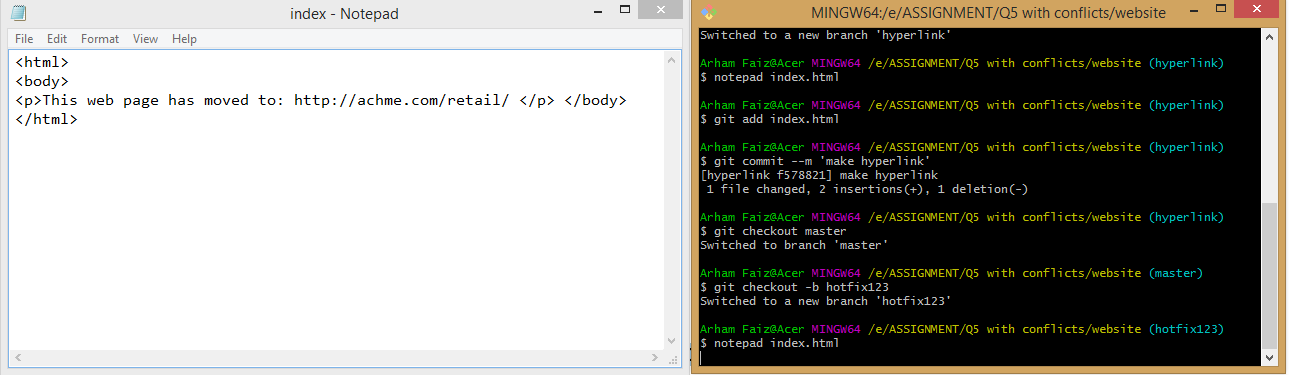 index - Notepad
File Edit Format View Help
<html>
<body>
<p>This web page has moved to: http://achme.com/retail/ </p> </body>
</html>
MINGW64:/e/ASSIGNMENT/Q5 with conflicts/website
Switched to a new branch 'hyperlink'
Arham Faiz@Acer MINGW64 /e/ASSIGNMENT/Q5 with conflicts/website (hyperlink)
$ notepad index.html
Arham Faiz@Acer MINGW64 /e/ASSIGNMENT/Q5 with conflicts/website (hyperlink)
$ git add index.html
Arham Faiz@Acer MINGW64 /e/ASSIGNMENT/Q5 with conflicts/website (hyperlink)
$ git commit --m 'make hyperlink'
[hyperlink f578821] make hyperlink
1 file changed, 2 insertions(+), 1 deletion(-)
Arham Faiz@Acer MINGW64 /e/ASSIGNMENT/Q5 with conflicts/website (hyperlink)
$ git checkout master
Switched to branch 'master'
Arham Faiz@Acer MINGW64 /e/ASSIGNMENT/Q5 with conflicts/website (master)
$ git checkout -b hotfix123
Switched to a new branch 'hotfix123'
Arham Faiz@Acer MINGW64 /e/ASSIGNMENT/Q5 with conflicts/website (hotfix123)
$ notepad index.html